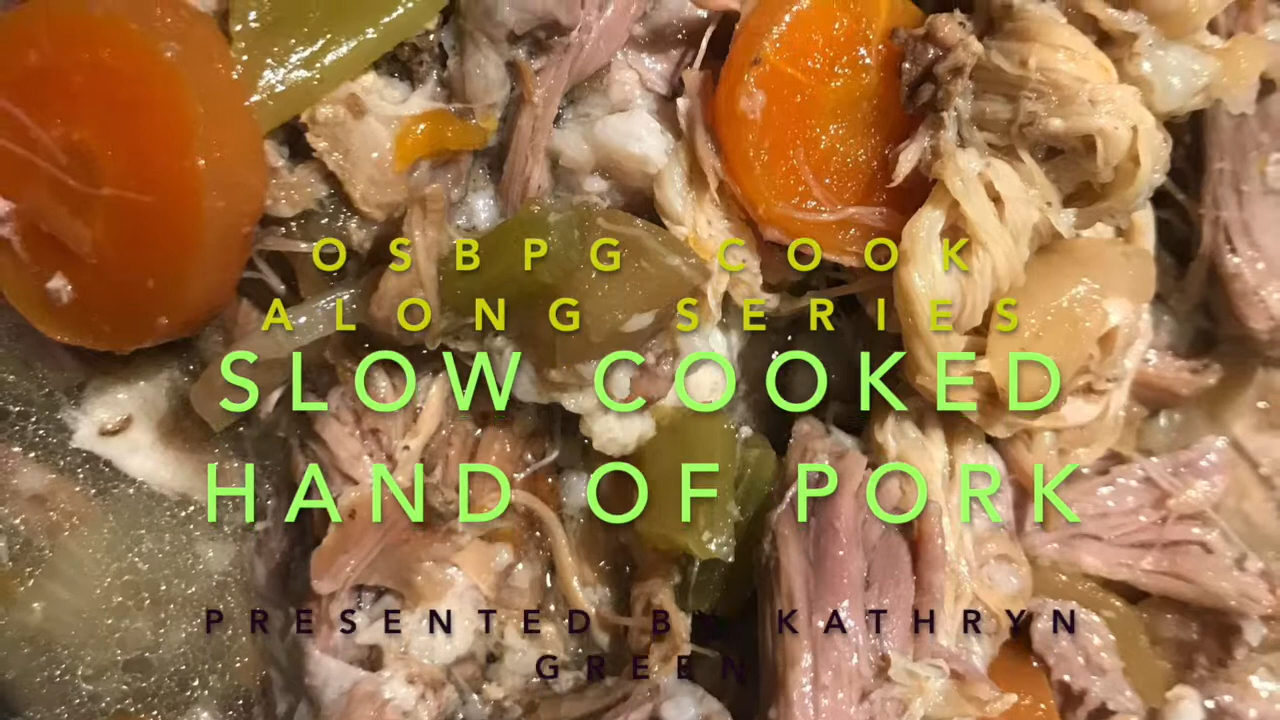 OSBPG COOK
ALONG SERIES
SLOW COOKED
HAND OF PORK
PRESENTED BY KATHRYN
GREEN